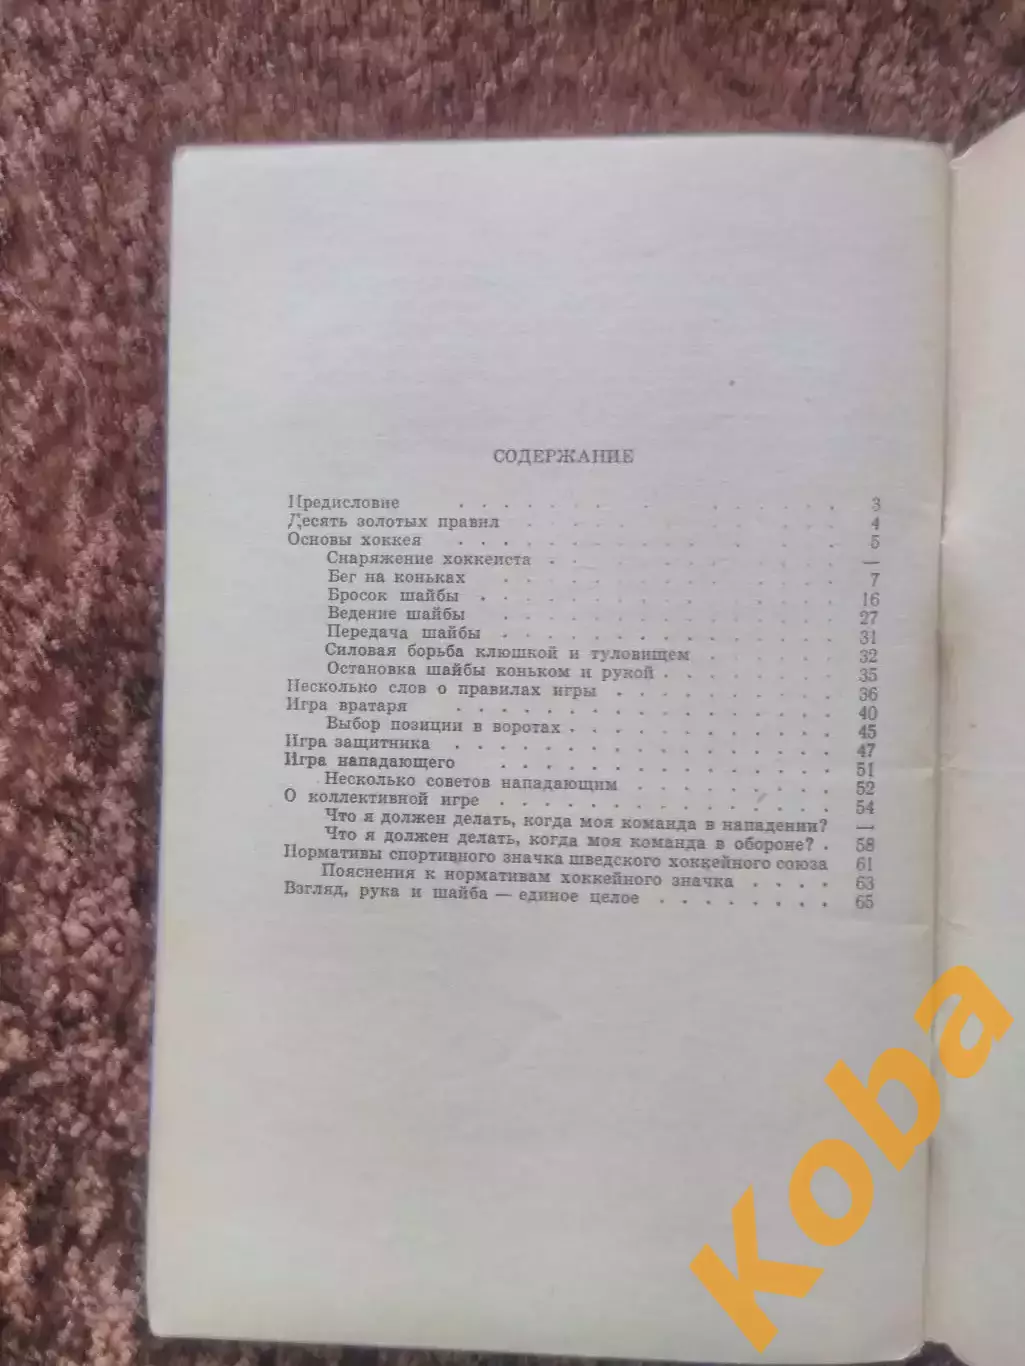 СОДЕРЖАНИЕ
Предисловие . . . . . . . . . . . . . . . 3
Десять золотых правил . . . . . . . . . . . . . 4
Основы хоккея . . . . . . . . . . . . . . . 5
Снаряжение хоккеиста . . . . . . . . . . . . —
Бег на коньках . . . . . . . . . . . . . 7
Бросок шайбы . . . . . . . . . . . . . . 16
Ведение шайбы . . . . . . . . . . . . . 27
Передача шайбы . . . . . . . . . . . . . 31
Силовая борьба клюшкой и туловищем . . . . . . 32
Остановка шайбы коньком и рукой . . . . . . . . 35
Несколько слов о правилах игры . . . . . . . . . 36
Игра вратаря . . . . . . . . . . . . . . . 40
Выбор позиции в воротах . . . . . . . . . . . 45
Игра защитника . . . . . . . . . . . . . . . 47
Игра нападающего . . . . . . . . . . . . . . 51
Несколько советов нападающим . . . . . . . . . 52
О коллективной игре . . . . . . . . . . . . . . 54
Что я должен делать, когда моя команда в нападении? —
Что я должен делать, когда моя команда в обороне? . 58
Нормативы спортивного значка шведского хоккейного союза 61
Пояснения к нормативам хоккейного значка . . . . 63
Взгляд, рука и шайба — единое целое . . . . . . . . 65
Koba